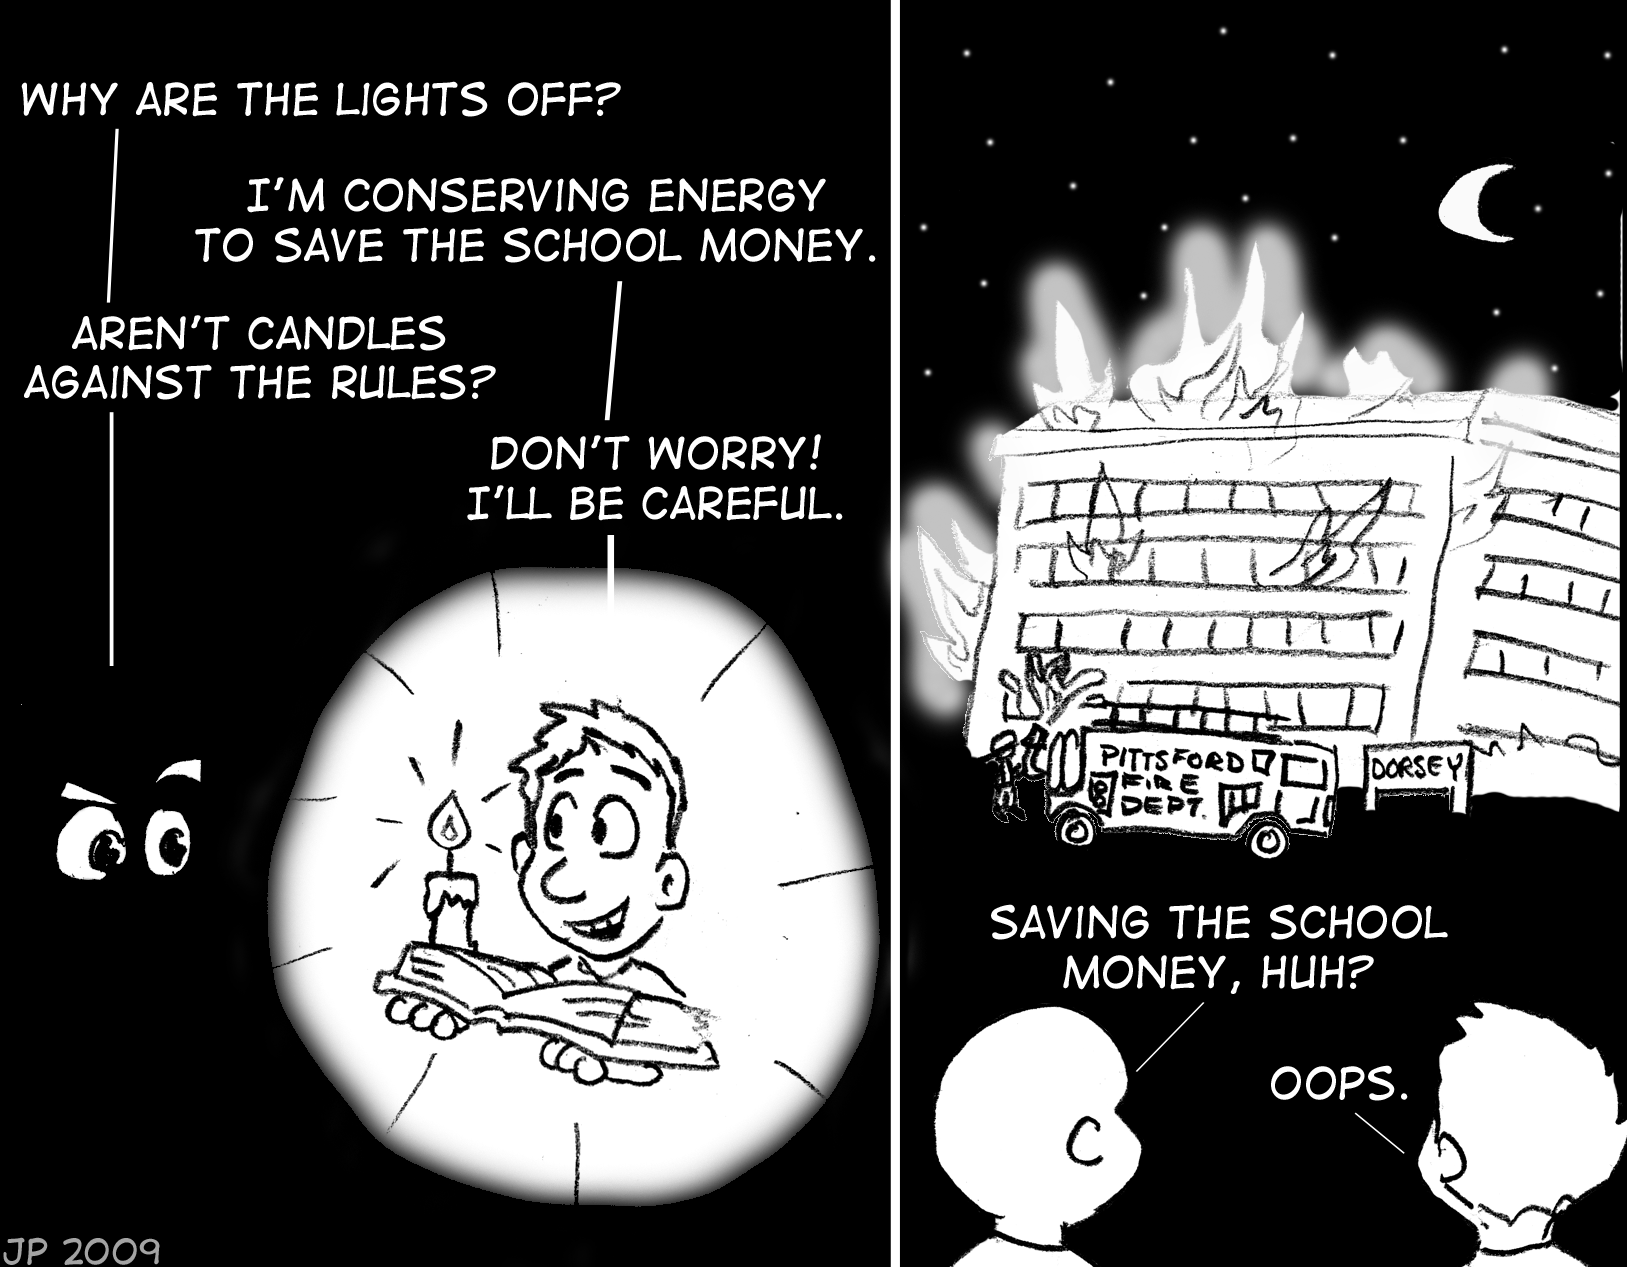 WHY ARE THE LIGHTS OFF?
I'M CONSERVING ENERGY
TO SAVE THE SCHOOL MONEY.
AREN'T CANDLES
AGAINST THE RULES?
DON'T WORRY!
I'LL BE CAREFUL.
JP 2009
PITTSFORD
FIRE
DEPT.
DORSEY
SAVING THE SCHOOL
MONEY, HUH?
OOPS.